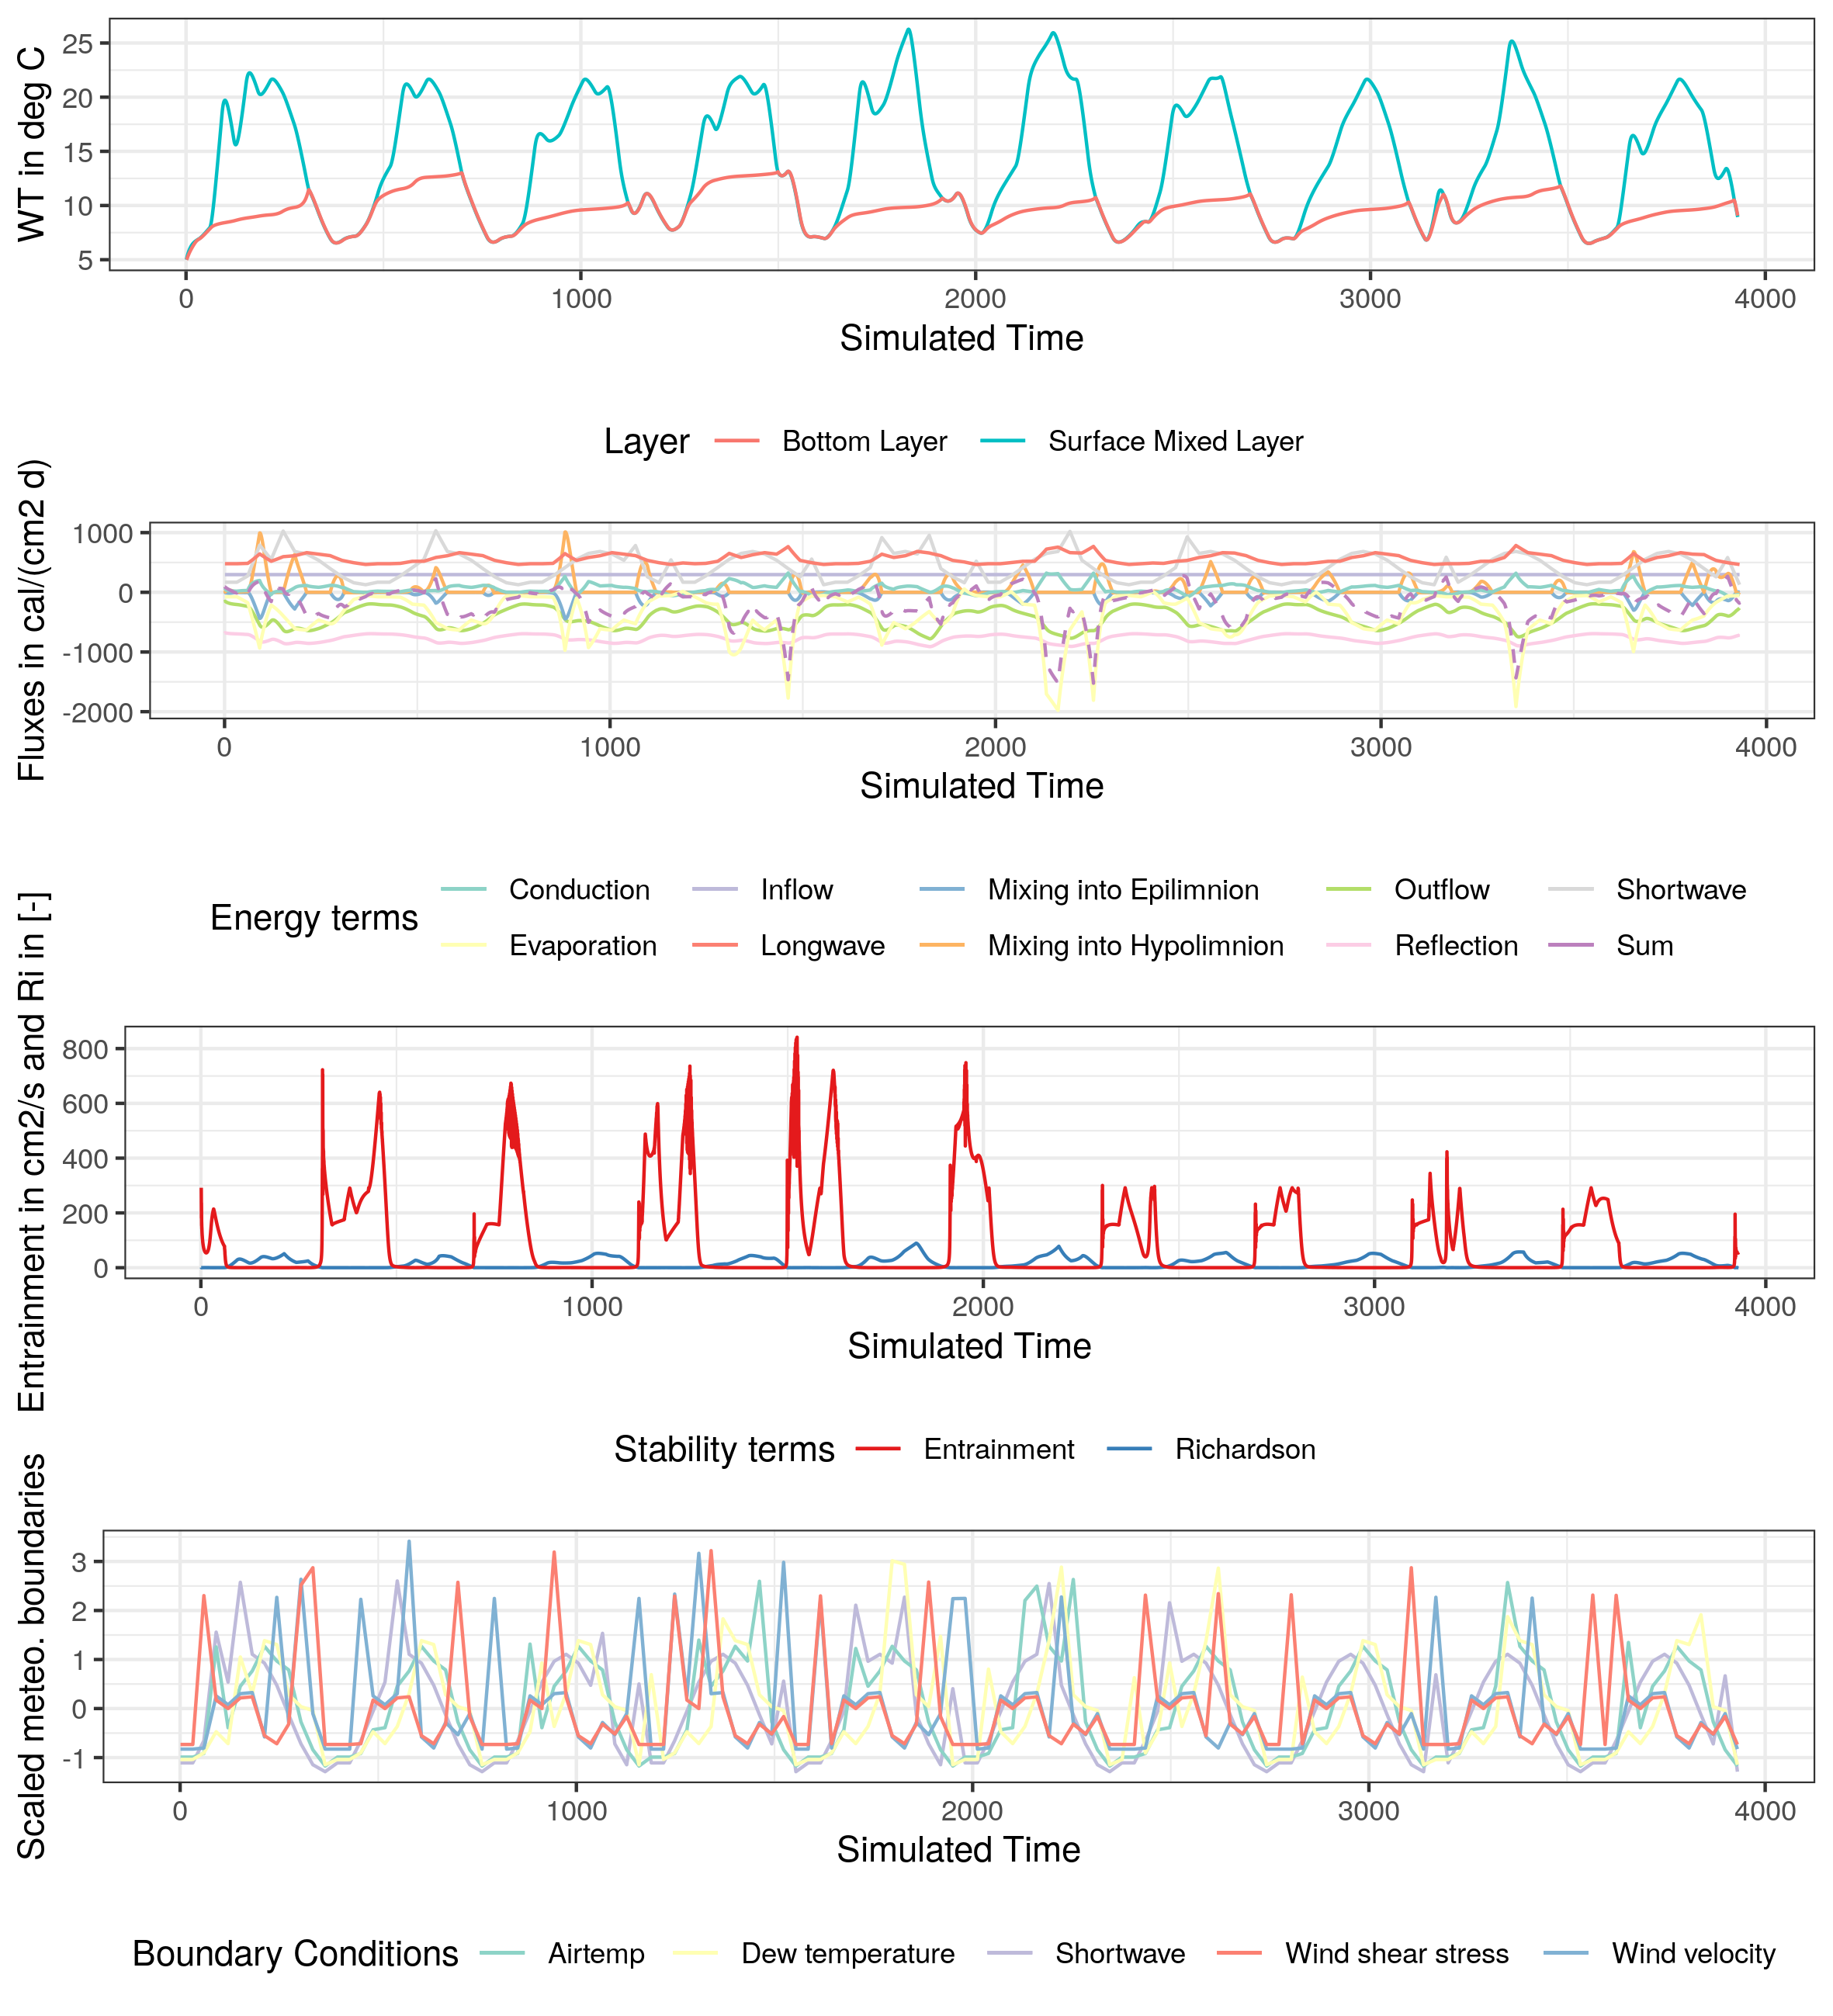 WT in deg C
25
20
15
10
5
0 1000 2000 3000 4000
Simulated Time
Layer Bottom Layer Surface Mixed Layer
Fluxes in cal/(cm2 d)
1000
0
-1000
-2000
0 1000 2000 3000 4000
Simulated Time
Energy terms
Conduction Inflow Mixing into Epilimnion Outflow Shortwave
Evaporation Longwave Mixing into Hypolimnion Reflection Sum
Entrainment in cm2/s and Ri in [-]
800
600
400
200
0
0 1000 2000 3000 4000
Simulated Time
Stability terms Entrainment Richardson
Scaled meteo. boundaries
3
2
1
0
-1
0 1000 2000 3000 4000
Simulated Time
Boundary Conditions Airtemp Dew temperature Shortwave Wind shear stress Wind velocity